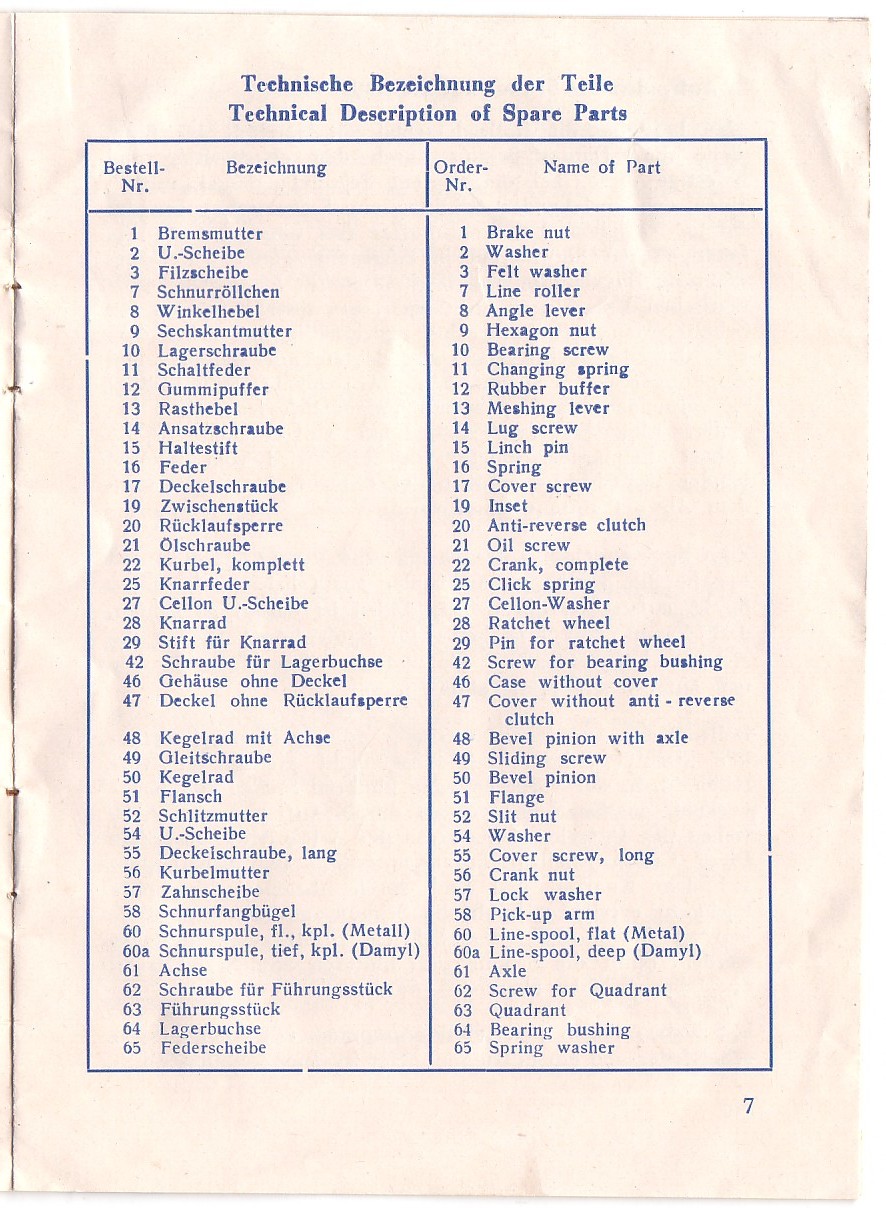 Technische Bezeichnung der Teile
Technical Description of Spare Parts
Bestell-Nr. Bezeichnung Order-Nr. Name of Part
1 Bremsmutter 1 Brake nut
2 U.-Scheibe 2 Washer
3 Filzscheibe 3 Felt washer
7 Schnurröllchen 7 Line roller
8 Winkelhebel 8 Angle lever
9 Sechskantmutter 9 Hexagon nut
10 Lagerschraube 10 Bearing screw
11 Schaltfeder 11 Changing spring
12 Gummipuffer 12 Rubber buffer
13 Rasthebel 13 Meshing lever
14 Ansatzschraube 14 Lug screw
15 Haltestift 15 Linch pin
16 Feder 16 Spring
17 Deckelschraube 17 Cover screw
19 Zwischenstück 19 Inset
20 Rücklaufsperre 20 Anti-reverse clutch
21 Ölschraube 21 Oil screw
22 Kurbel, komplett 22 Crank, complete
25 Knarrfeder 25 Click spring
27 Cellon U.-Scheibe 27 Cellon-Washer
28 Knarrad 28 Ratchet wheel
29 Stift für Knarrad 29 Pin for ratchet wheel
42 Schraube für Lagerbuchse 42 Screw for bearing bushing
46 Gehäuse ohne Deckel 46 Case without cover
47 Deckel ohne Rücklaufsperre 47 Cover without anti - reverse
clutch
48 Kegelrad mit Achse 48 Bevel pinion with axle
49 Gleitschraube 49 Sliding screw
50 Kegelrad 50 Bevel pinion
51 Flansch 51 Flange
52 Schlitzmutter 52 Slit nut
54 U.-Scheibe 54 Washer
55 Deckelschraube, lang 55 Cover screw, long
56 Kurbelmutter 56 Crank nut
57 Zahnscheibe 57 Lock washer
58 Schnurfangbügel 58 Pick-up arm
60 Schnurspule, fl., kpl. (Metall) 60 Line-spool, flat (Metal)
60a Schnurspule, tief, kpl. (Damyl) 60a Line-spool, deep (Damyl)
61 Achse 61 Axle
62 Schraube für Führungsstück 62 Screw for Quadrant
63 Führungsstück 63 Quadrant
64 Lagerbuchse 64 Bearing bushing
65 Federscheibe 65 Spring washer
7